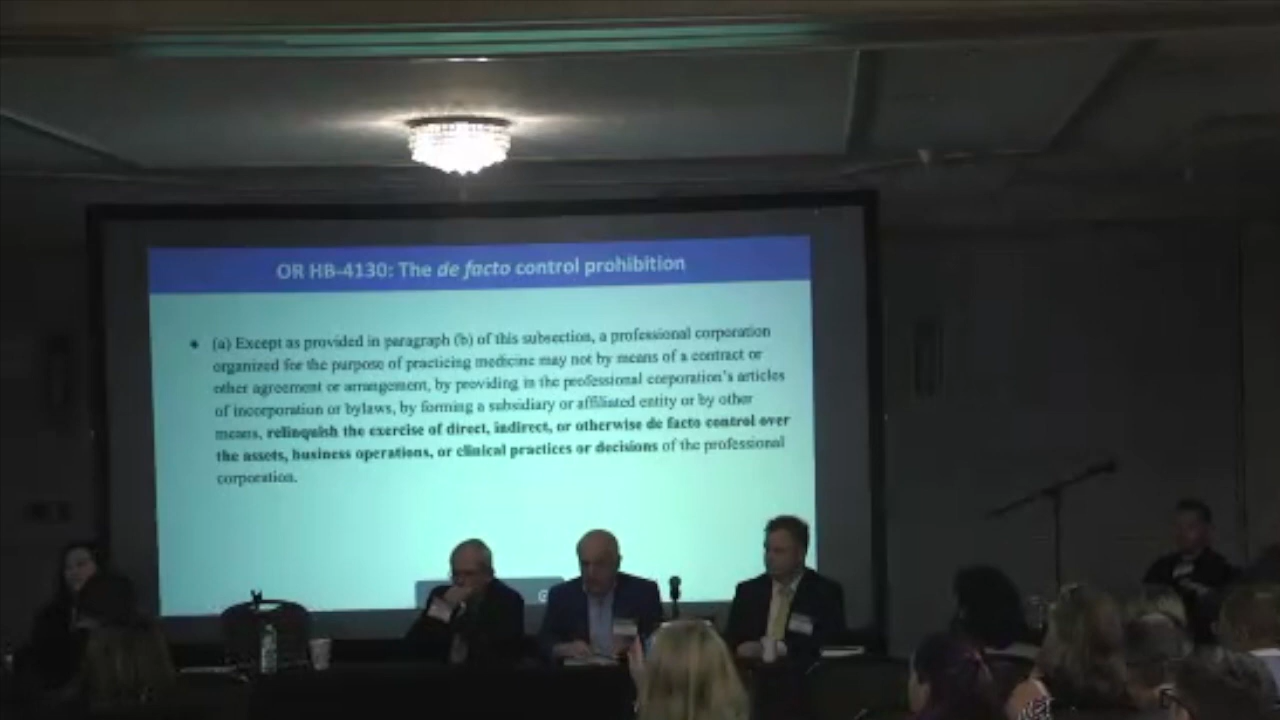 OR HB-4130: The de facto control prohibition
(a) Except as provided in paragraph (b) of this subsection, a professional corporation
organized for the purpose of practicing medicine may not by means of a contract or
other agreement or arrangement, by providing in the professional corporation's articles
of incorporation or bylaws, by forming a subsidiary or affiliated entity or by other
means, relinquish the exercise of direct, indirect, or otherwise de facto control over
the assets, business operations, or clinical practices or decisions of the professional
corporation.